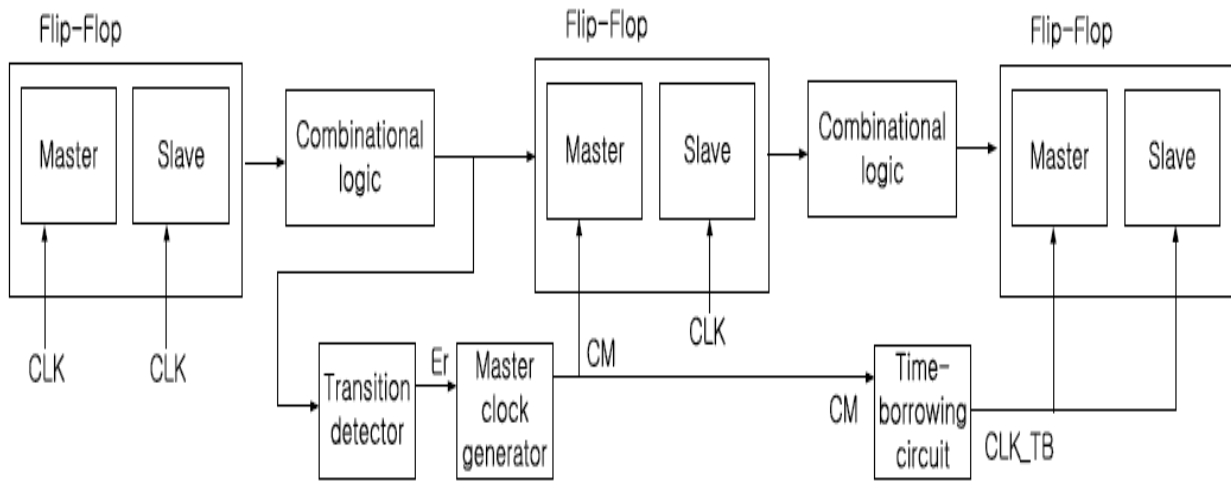 Flip-Flop
Master
Slave
CLK
CLK
Combinational
logic
Transition
detector
Er
Master
clock
generator
CM
Flip-Flop
Master
Slave
CLK
Combinational
logic
CM
Time-
borrowing
circuit
CLK_TB
Flip-Flop
Master
Slave